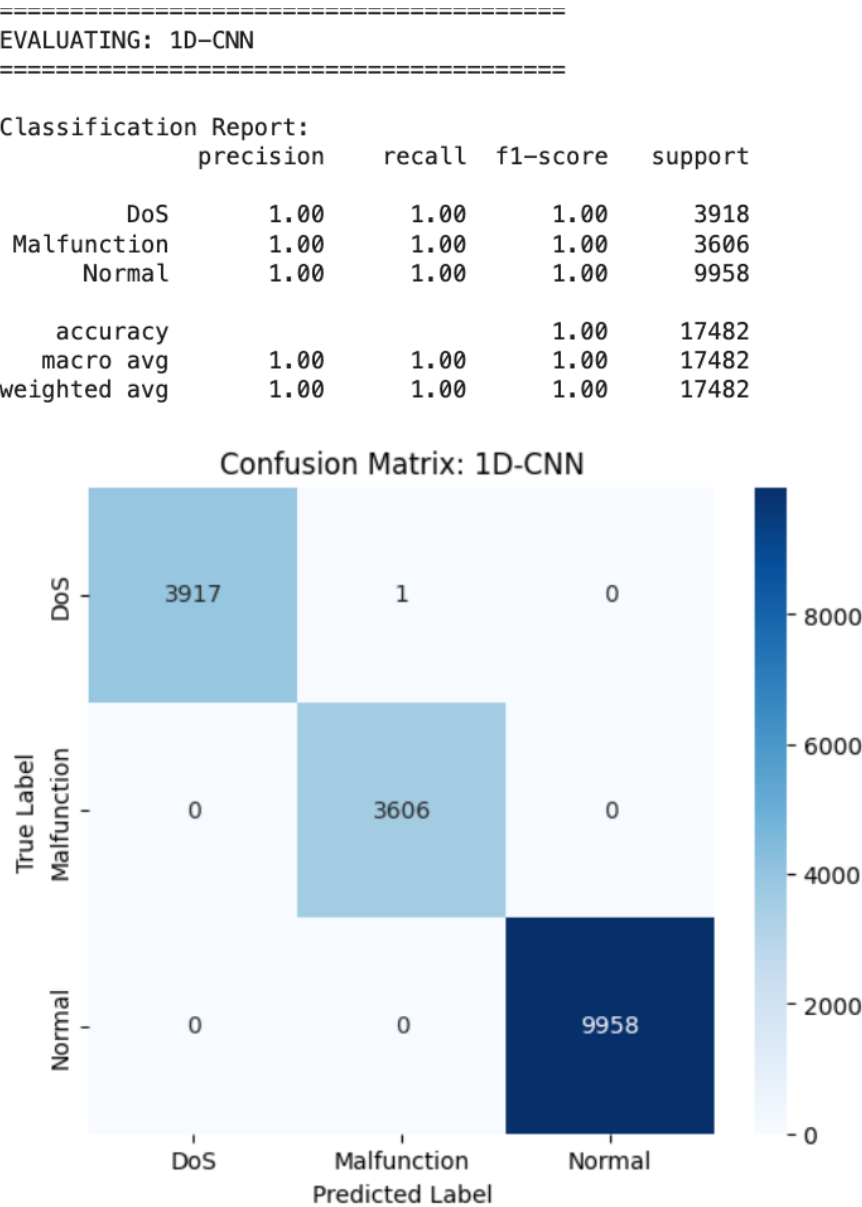 ========================================
EVALUATING: 1D-CNN
========================================
Classification Report:
precision recall f1-score support
DoS 1.00 1.00 1.00 3918
Malfunction 1.00 1.00 1.00 3606
Normal 1.00 1.00 1.00 9958
accuracy 1.00 17482
macro avg 1.00 1.00 1.00 17482
weighted avg 1.00 1.00 1.00 17482
Confusion Matrix: 1D-CNN
DoS 3917 1 0
Malfunction 0 3606 0
Normal 0 0 9958
True Label
DoS Malfunction Normal
Predicted Label
8000
6000
4000
2000
0